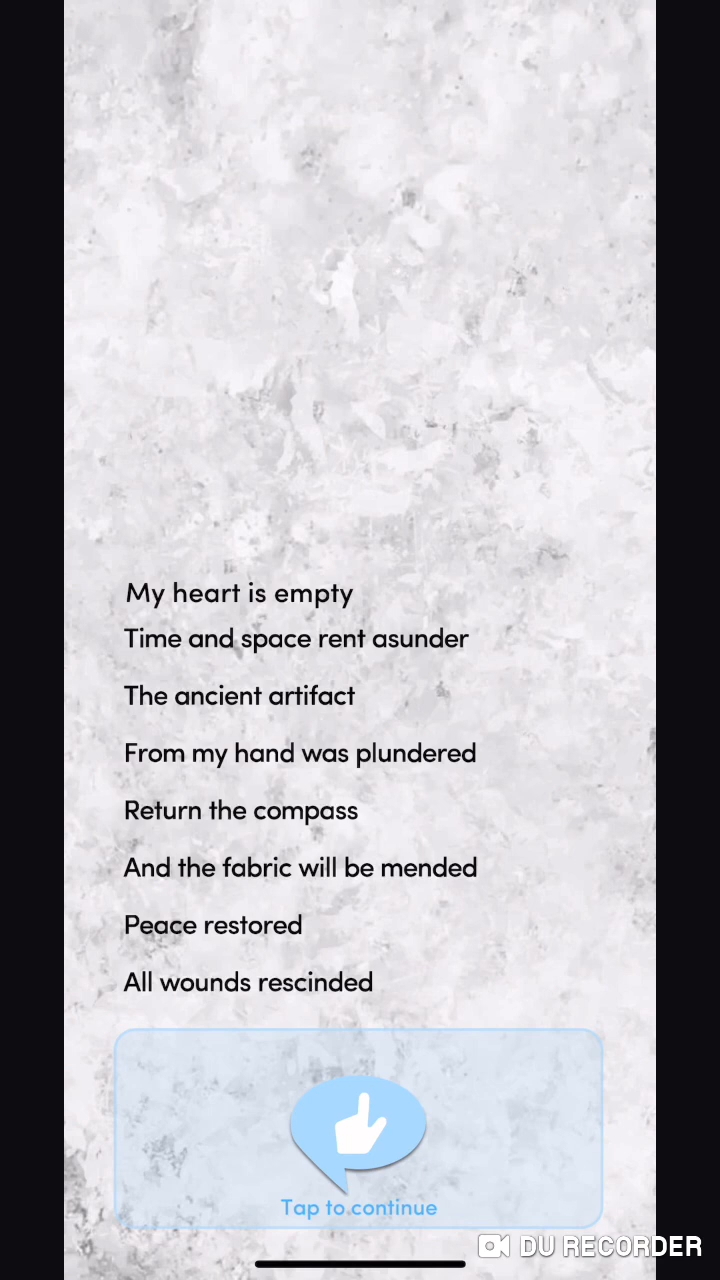 My heart is empty
Time and space rent asunder
The ancient artifact
From my hand was plundered
Return the compass
And the fabric will be mended
Peace restored
All wounds rescinded
Tap to continue
DU RECORDER